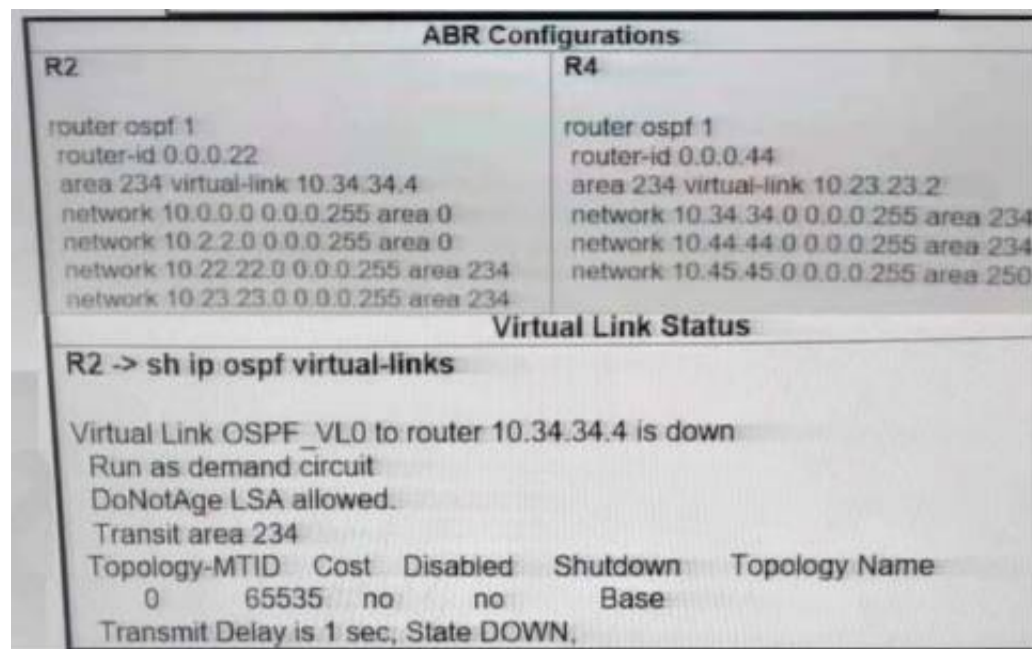 ABR Configurations
R2
router ospf 1
router-id 0.0.0.22
area 234 virtual-link 10.34.34.4
network 10.0.0.0 0.0.0.255 area 0
network 10.2.2.0 0.0.0.255 area 0
network 10.22.22.0 0.0.0.255 area 234
network 10.23.23.0 0.0.0.255 area 234
R4
router ospf 1
router-id 0.0.0.44
area 234 virtual-link 10.23.23.2
network 10.34.34.0 0.0.0.255 area 234
network 10.44.44.0 0.0.0.255 area 234
network 10.45.45.0 0.0.0.255 area 250
Virtual Link Status
R2 -> sh ip ospf virtual-links
Virtual Link OSPF_VL0 to router 10.34.34.4 is down
Run as demand circuit
DoNotAge LSA allowed.
Transit area 234
Topology-MTID Cost Disabled Shutdown Topology Name
0 65535 no no Base
Transmit Delay is 1 sec, State DOWN,